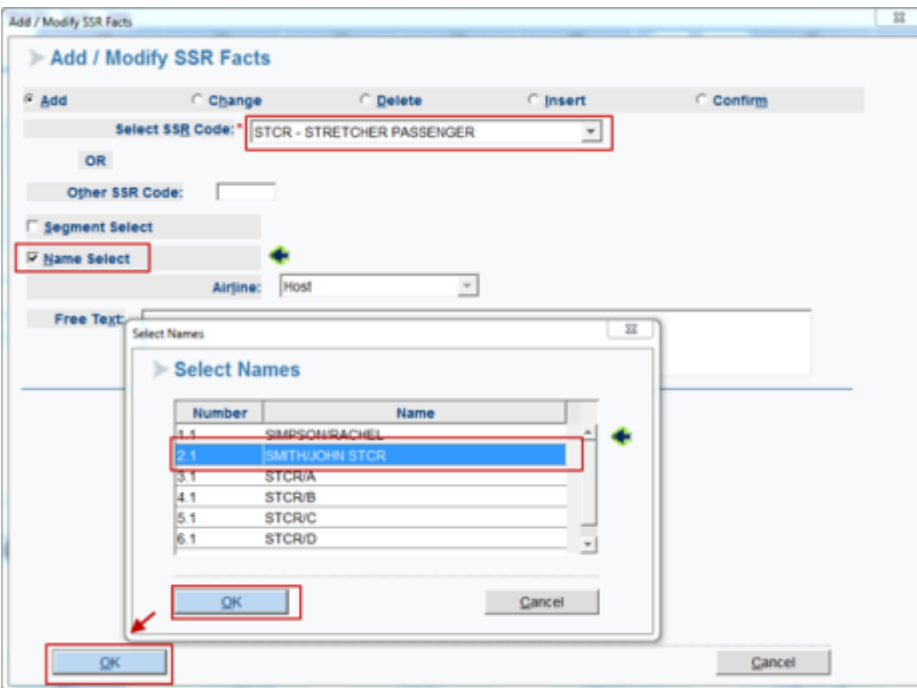 Add / Modify SSR Facts
Add / Modify SSR Facts
Add Change Delete Insert Confirm
Select SSR Code:* STCR - STRETCHER PASSENGER
OR
Other SSR Code:
Segment Select
Name Select
Airline: Host
Free Text:
Select Names
Select Names
Number Name
1.1 SIMPSON/RACHEL
2.1 SMITH/JOHN STCR
3.1 STCR/A
4.1 STCR/B
5.1 STCR/C
6.1 STCR/D
OK Cancel
OK Cancel